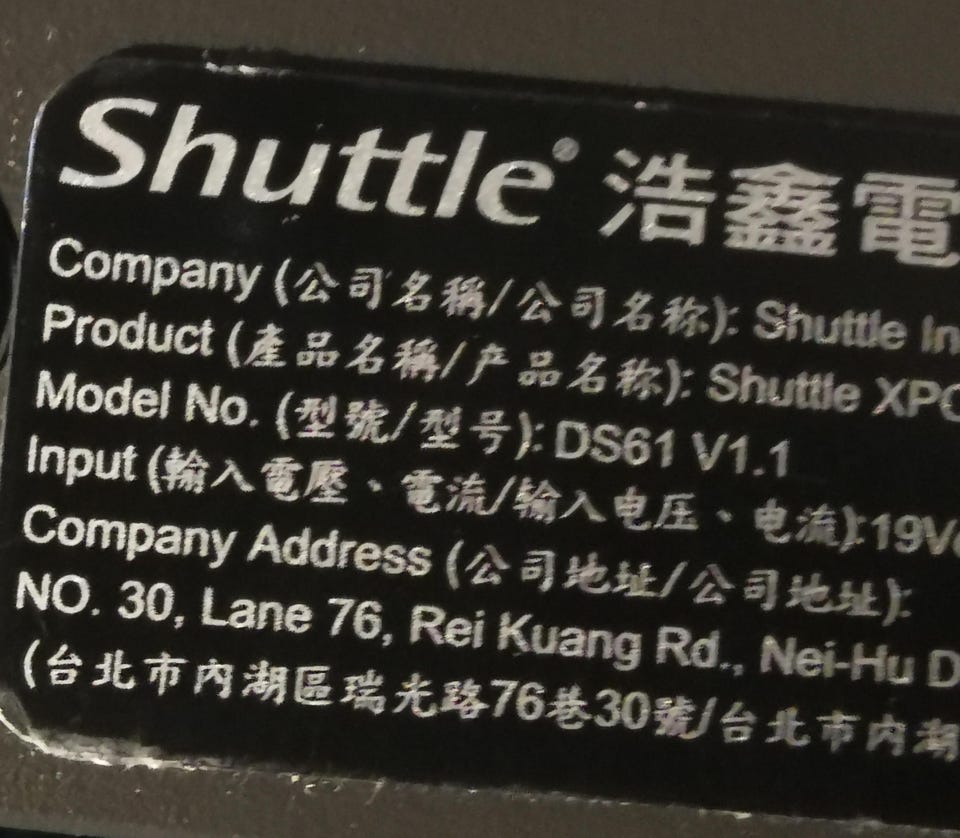 Shuttle® 浩鑫電
Company (公司名稱/公司名称): Shuttle In
Product (產品名稱/产品名称): Shuttle XPC
Model No. (型號/型号): DS61 V1.1
Input (輸入電壓、電流/输入电压、电流):19V
Company Address (公司地址/公司地址):
NO. 30, Lane 76, Rei Kuang Rd., Nei-Hu D
(台北市內湖區瑞光路76巷30號/台北市内湖